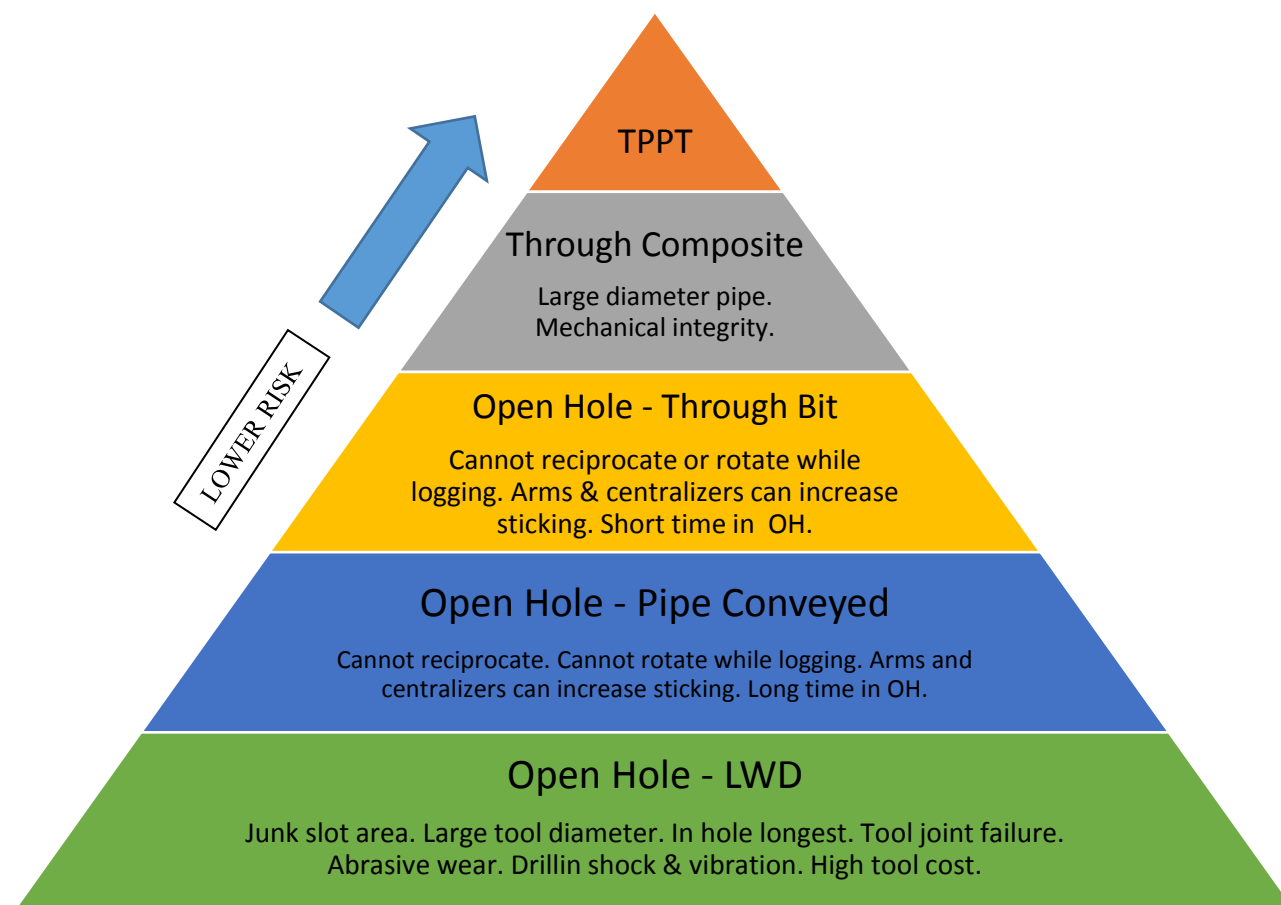 TPPT
Through Composite
Large diameter pipe.
Mechanical integrity.
LOWER RISK
Open Hole - Through Bit
Cannot reciprocate or rotate while
logging. Arms & centralizers can increase
sticking. Short time in OH.
Open Hole - Pipe Conveyed
Cannot reciprocate. Cannot rotate while logging. Arms and
centralizers can increase sticking. Long time in OH.
Open Hole - LWD
Junk slot area. Large tool diameter. In hole longest. Tool joint failure.
Abrasive wear. Drillin shock & vibration. High tool cost.